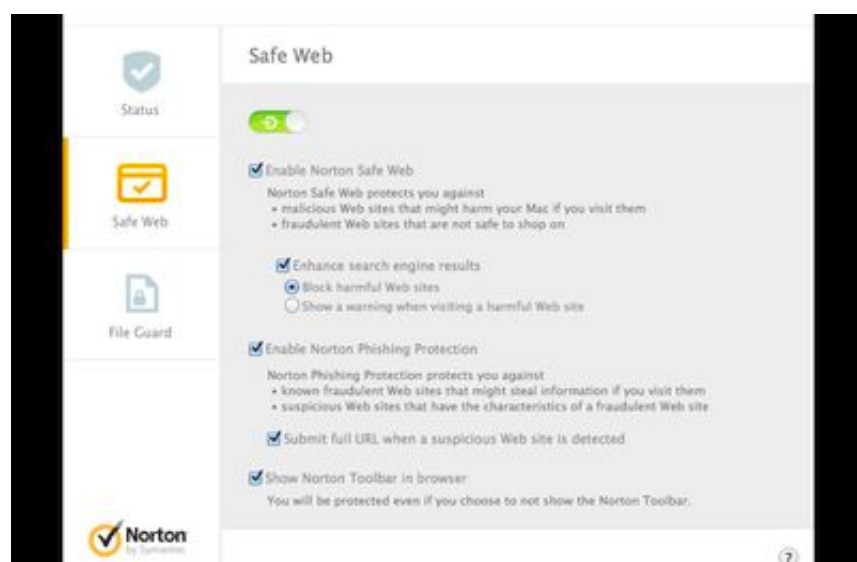 Safe Web
Status
Enable Norton Safe Web
Norton Safe Web protects you against
• malicious Web sites that might harm your Mac if you visit them
• fraudulent Web sites that are not safe to shop on
Safe Web
Enhance search engine results
Block harmful Web sites
Show a warning when visiting a harmful Web site
File Guard
Enable Norton Phishing Protection
Norton Phishing Protection protects you against
• known fraudulent Web sites that might steal information if you visit them
• suspicious Web sites that have the characteristics of a fraudulent Web site
Submit full URL when a suspicious Web site is detected
Show Norton Toolbar in browser
You will be protected even if you choose to not show the Norton Toolbar.
Norton
by Symantec
?